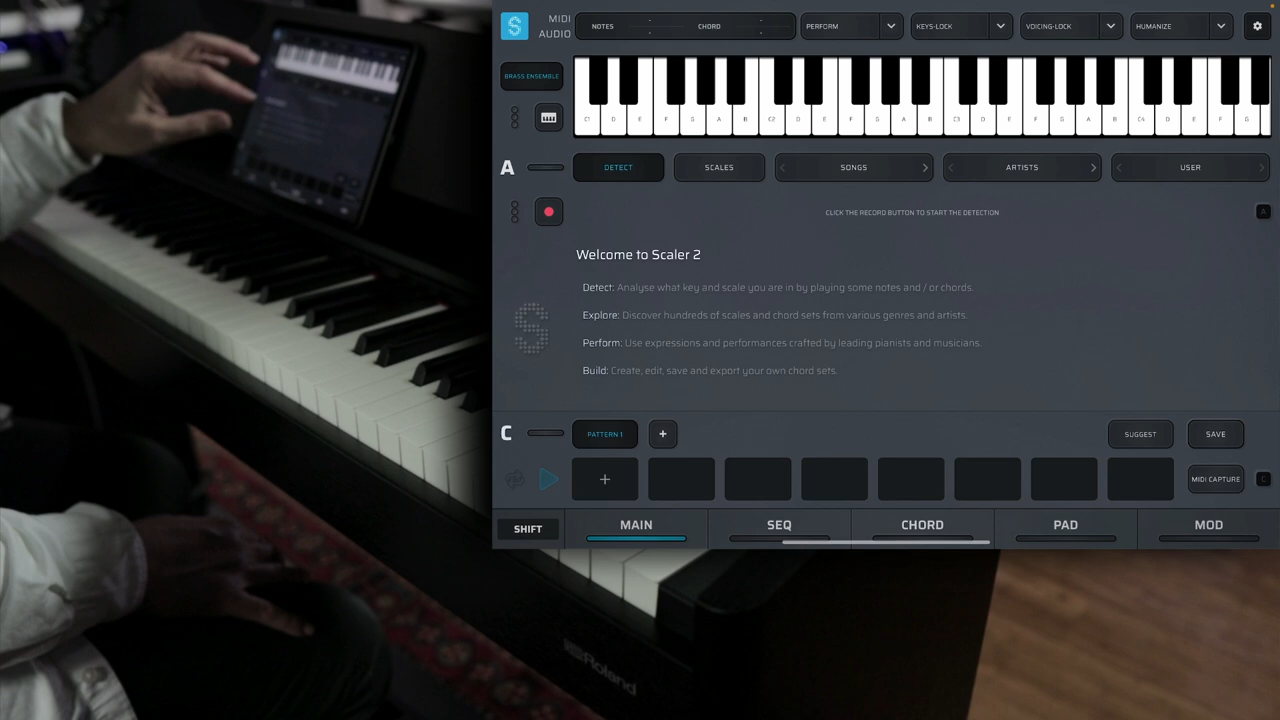 MIDI
AUDIO
NOTES - - CHORD - -
PERFORM
KEYS-LOCK
VOICING-LOCK
HUMANIZE
BRASS ENSEMBLE
C1 D E F G A B C2 D E F G A B C3 D E F G A B C4 D E F G
A
DETECT
SCALES
SONGS
ARTISTS
USER
CLICK THE RECORD BUTTON TO START THE DETECTION
A
Welcome to Scaler 2
Detect: Analyse what key and scale you are in by playing some notes and / or chords.
Explore: Discover hundreds of scales and chord sets from various genres and artists.
Perform: Use expressions and performances crafted by leading pianists and musicians.
Build: Create, edit, save and export your own chord sets.
C
PATTERN 1
+
SUGGEST
SAVE
+
MIDI CAPTURE
C
SHIFT
MAIN
SEQ
CHORD
PAD
MOD
Roland